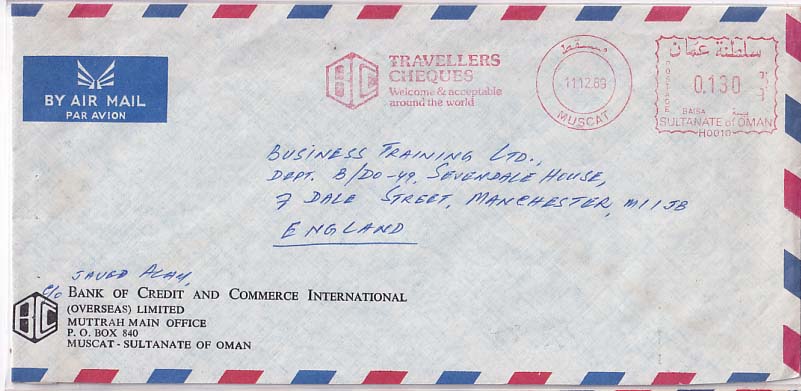 BY AIR MAIL
PAR AVION
BCC
TRAVELLERS
CHEQUES
Welcome & acceptable
around the world
مسقط
11.12.89
MUSCAT
سلطنة عمان
POSTAGE
0.130
BAISA بيسة
SULTANATE of OMAN
H0010
BUSINESS TRAINING LTD.,
DEPT. B/DO-49, SEVENDALE HOUSE,
7 DALE STREET, MANCHESTER, M1 1JB
ENGLAND
JAVED ALAM,
c/o BANK OF CREDIT AND COMMERCE INTERNATIONAL
(OVERSEAS) LIMITED
MUTTRAH MAIN OFFICE
P. O. BOX 840
MUSCAT - SULTANATE OF OMAN
BCC